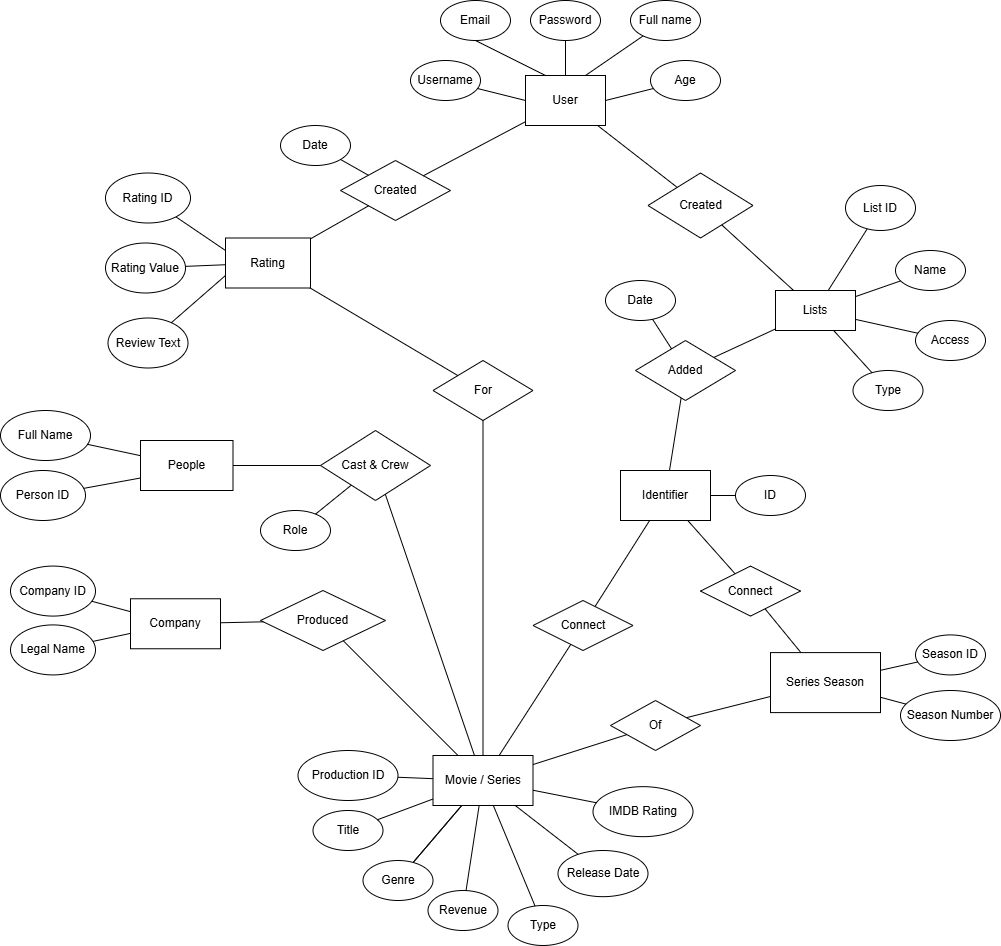 Email
Password
Full name
Username
User
Age
Date
Created
Created
Rating ID
List ID
Rating Value
Rating
Name
Date
Lists
Review Text
Access
Added
For
Type
Full Name
People
Cast & Crew
Person ID
Identifier
ID
Role
Company ID
Connect
Company
Produced
Connect
Legal Name
Season ID
Series Season
Of
Season Number
Production ID
Movie / Series
IMDB Rating
Title
Genre
Release Date
Revenue
Type